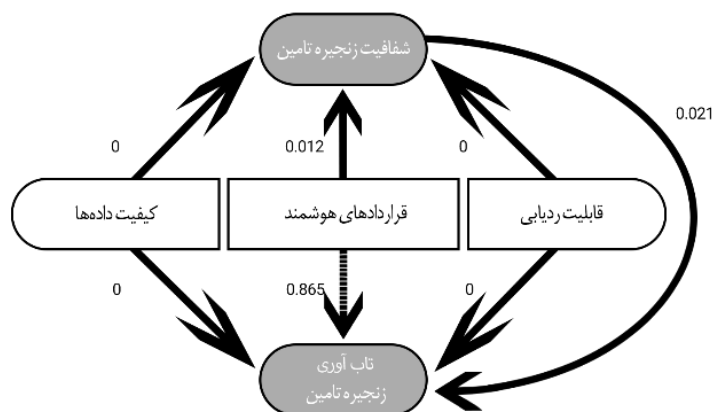 شفافیت زنجیره تامین
0.021
0
0.012
0
کیفیت داده‌ها
قراردادهای هوشمند
قابلیت ردیابی
0
0.865
0
تاب آوری
زنجیره تامین